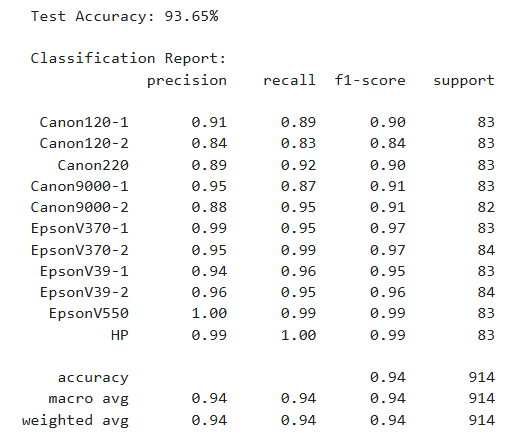 Test Accuracy: 93.65%
Classification Report:
precision recall f1-score support
Canon120-1 0.91 0.89 0.90 83
Canon120-2 0.84 0.83 0.84 83
Canon220 0.89 0.92 0.90 83
Canon9000-1 0.95 0.87 0.91 83
Canon9000-2 0.88 0.95 0.91 82
EpsonV370-1 0.99 0.95 0.97 83
EpsonV370-2 0.95 0.99 0.97 84
EpsonV39-1 0.94 0.96 0.95 83
EpsonV39-2 0.96 0.95 0.96 84
EpsonV550 1.00 0.99 0.99 83
HP 0.99 1.00 0.99 83
accuracy 0.94 914
macro avg 0.94 0.94 0.94 914
weighted avg 0.94 0.94 0.94 914